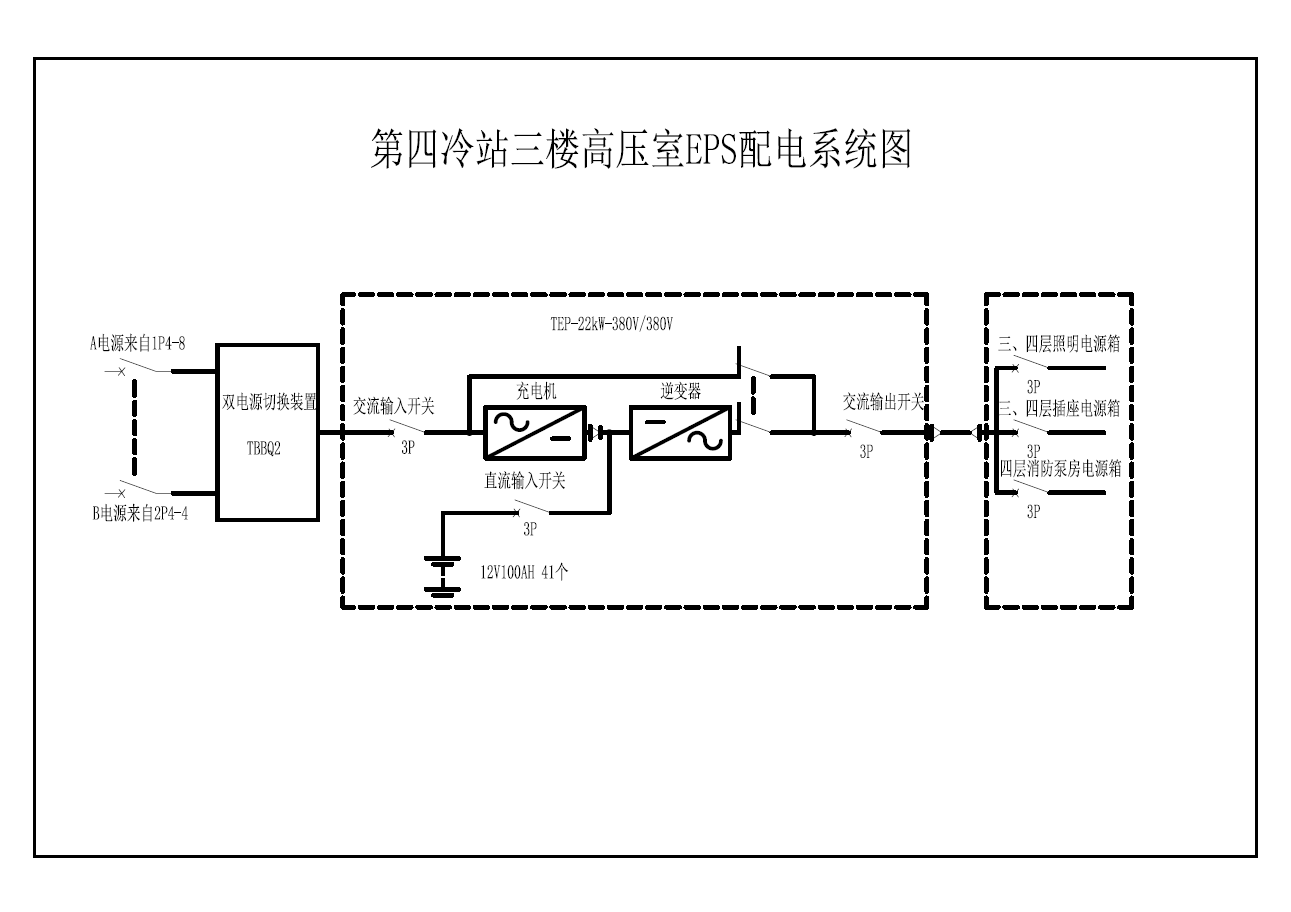 第四冷站三楼高压室EPS配电系统图
TEP-22kW-380V/380V
A电源来自1P4-8
双电源切换装置
TBBQ2
B电源来自2P4-4
交流输入开关
3P
充电机
逆变器
直流输入开关
3P
12V100AH 41个
交流输出开关
3P
三、四层照明电源箱
3P
三、四层插座电源箱
3P
四层消防泵房电源箱
3P